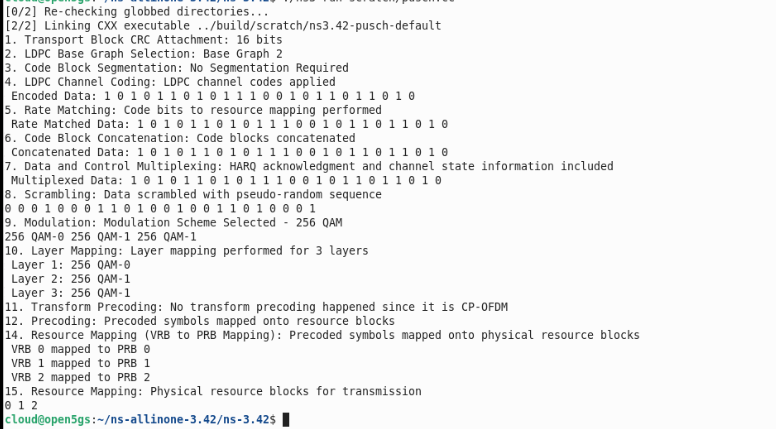 [0/2] Re-checking globbed directories...
[2/2] Linking CXX executable ../build/scratch/ns3.42-pusch-default
1. Transport Block CRC Attachment: 16 bits
2. LDPC Base Graph Selection: Base Graph 2
3. Code Block Segmentation: No Segmentation Required
4. LDPC Channel Coding: LDPC channel codes applied
Encoded Data: 1 0 1 0 1 1 0 1 0 1 1 1 0 0 1 0 1 1 0 1 1 0 1 0
5. Rate Matching: Code bits to resource mapping performed
Rate Matched Data: 1 0 1 0 1 1 0 1 0 1 1 1 0 0 1 0 1 1 0 1 1 0 1 0
6. Code Block Concatenation: Code blocks concatenated
Concatenated Data: 1 0 1 0 1 1 0 1 0 1 1 1 0 0 1 0 1 1 0 1 1 0 1 0
7. Data and Control Multiplexing: HARQ acknowledgment and channel state information included
Multiplexed Data: 1 0 1 0 1 1 0 1 0 1 1 1 0 0 1 0 1 1 0 1 1 0 1 0
8. Scrambling: Data scrambled with pseudo-random sequence
0 0 0 1 0 0 0 1 1 0 1 0 0 1 0 0 1 1 0 1 0 0 0 1
9. Modulation: Modulation Scheme Selected - 256 QAM
256 QAM-0 256 QAM-1 256 QAM-1
10. Layer Mapping: Layer mapping performed for 3 layers
Layer 1: 256 QAM-0
Layer 2: 256 QAM-1
Layer 3: 256 QAM-1
11. Transform Precoding: No transform precoding happened since it is CP-OFDM
12. Precoding: Precoded symbols mapped onto resource blocks
14. Resource Mapping (VRB to PRB Mapping): Precoded symbols mapped onto physical resource blocks
VRB 0 mapped to PRB 0
VRB 1 mapped to PRB 1
VRB 2 mapped to PRB 2
15. Resource Mapping: Physical resource blocks for transmission
0 1 2
cloud@open5gs:~/ns-allinone-3.42/ns-3.42$